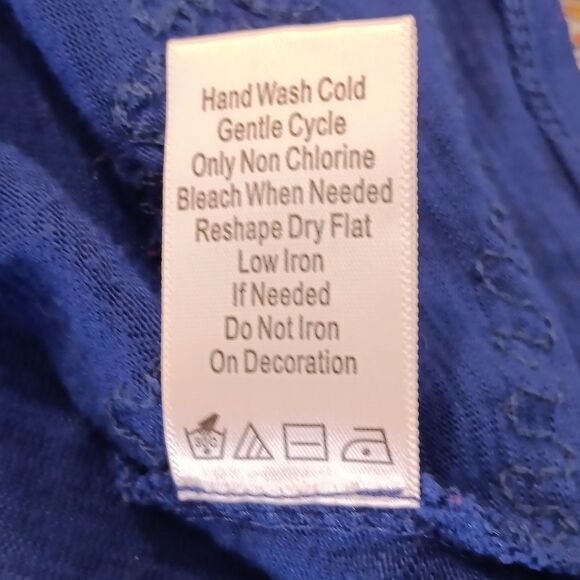 Hand Wash Cold
Gentle Cycle
Only Non Chlorine
Bleach When Needed
Reshape Dry Flat
Low Iron
If Needed
Do Not Iron
On Decoration